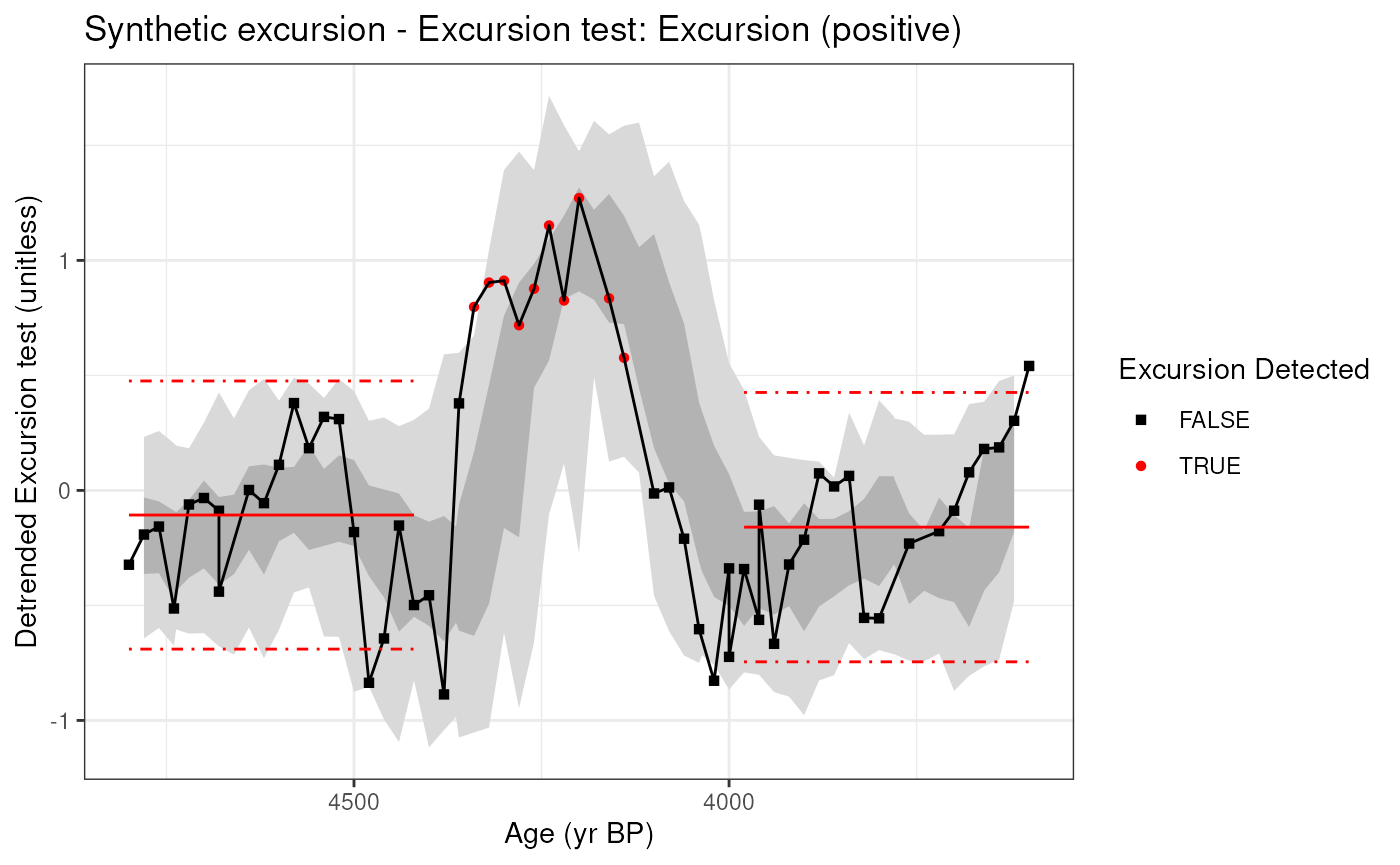 Synthetic excursion - Excursion test: Excursion (positive)
Detrended Excursion test (unitless)
1
0
-1
4500
4000
Age (yr BP)
Excursion Detected
FALSE
TRUE